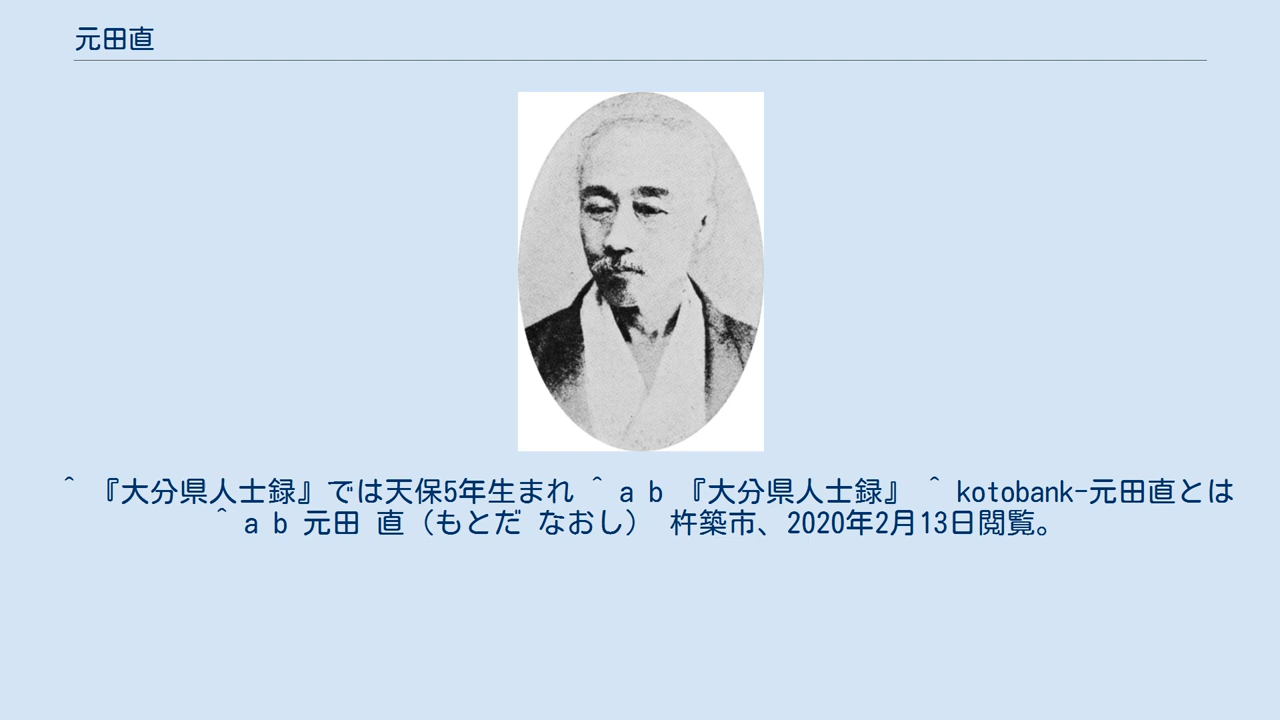 元田直
^ 『大分県人士録』では天保5年生まれ ^ a b 『大分県人士録』 ^ kotobank-元田直とは
^ a b 元田 直（もとだ なおし） 杵築市、2020年2月13日閲覧。